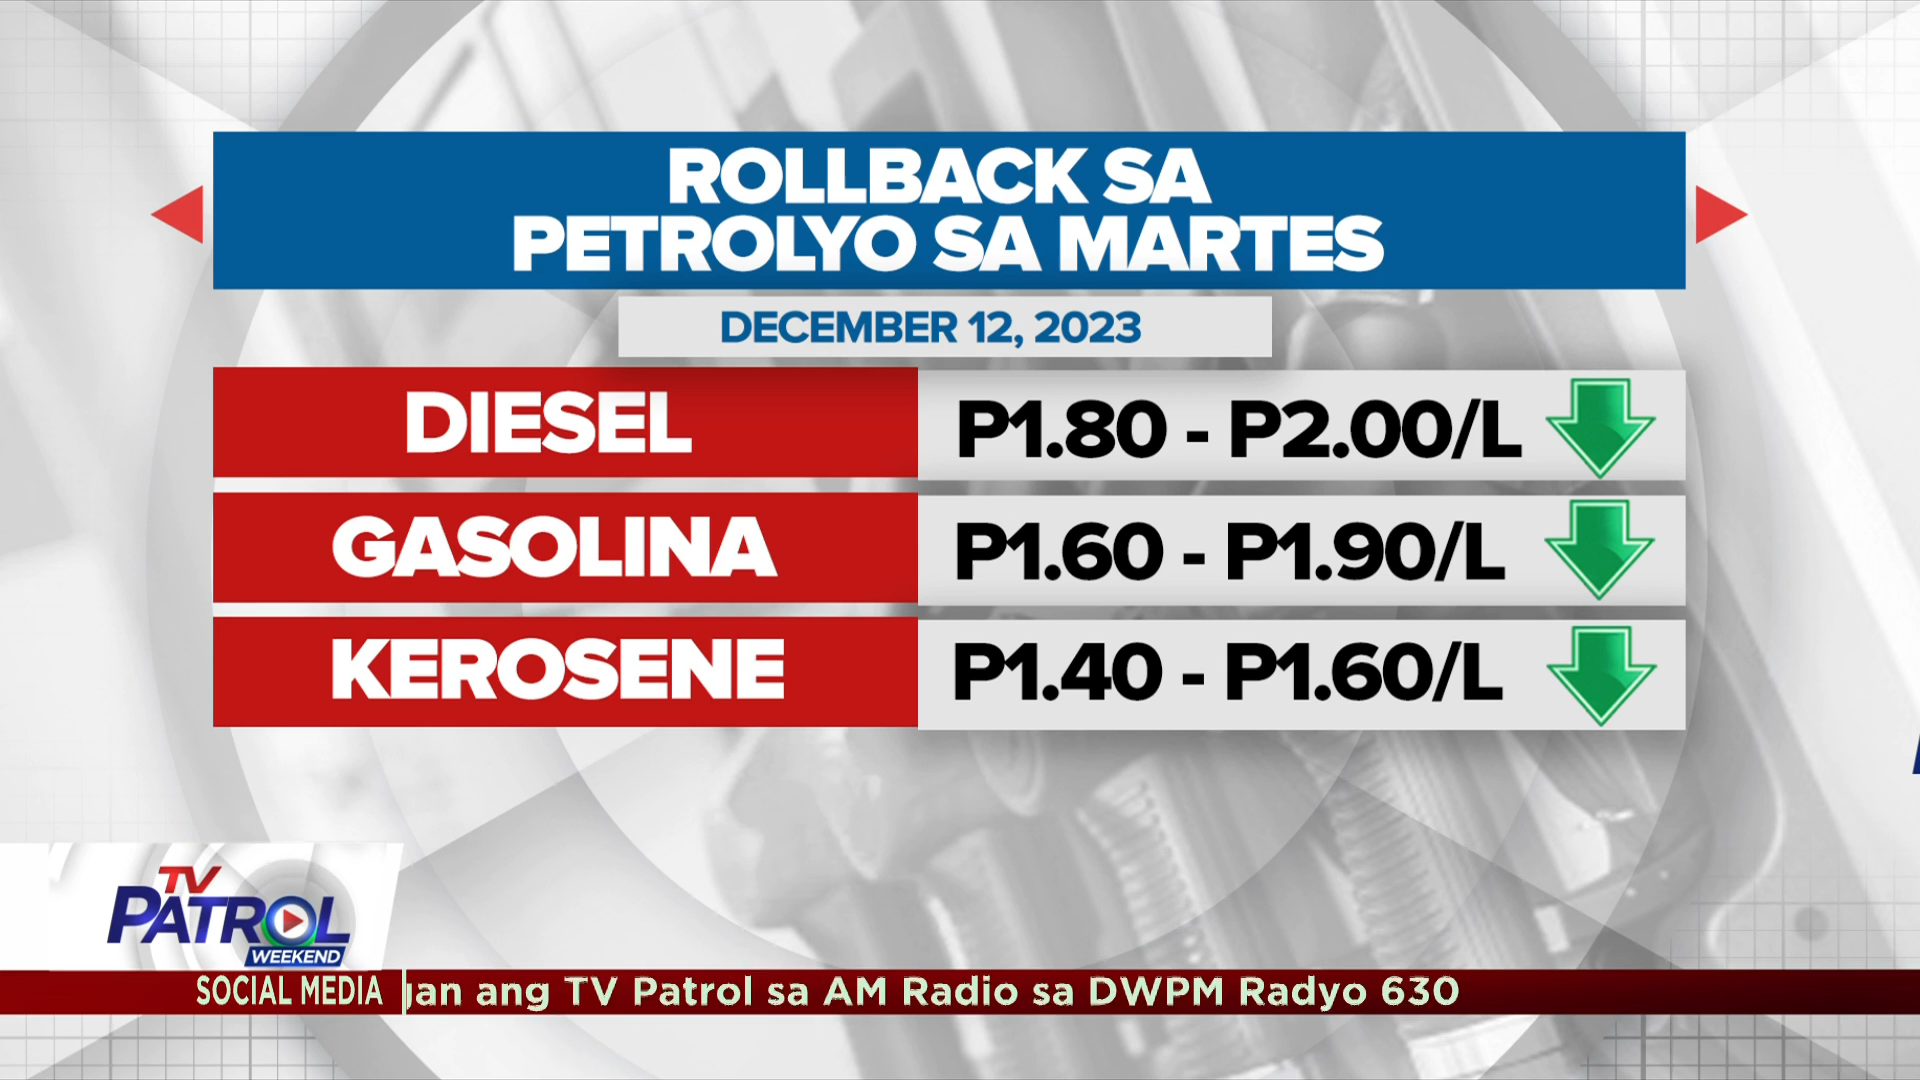 ROLLBACK SA
PETROLYO SA MARTES
DECEMBER 12, 2023
DIESEL P1.80 - P2.00/L
GASOLINA P1.60 - P1.90/L
KEROSENE P1.40 - P1.60/L
TV
PATROL
WEEKEND
SOCIAL MEDIA ang TV Patrol sa AM Radio sa DWPM Radyo 630